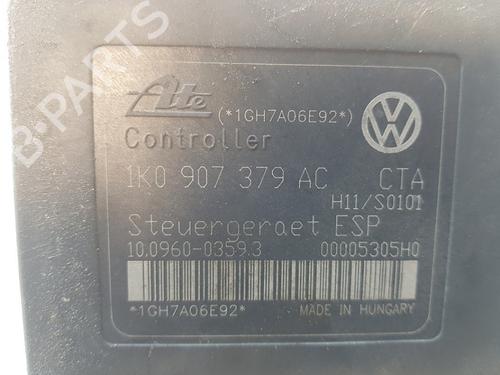 Ate (*1GH7A06E92*)
Controller
1K0 907 379 AC CTA
H11/S0101
Steuergeraet ESP
10.0960-0359.3 00005305H0
*1GH7A06E92* MADE IN HUNGARY
B-Parts